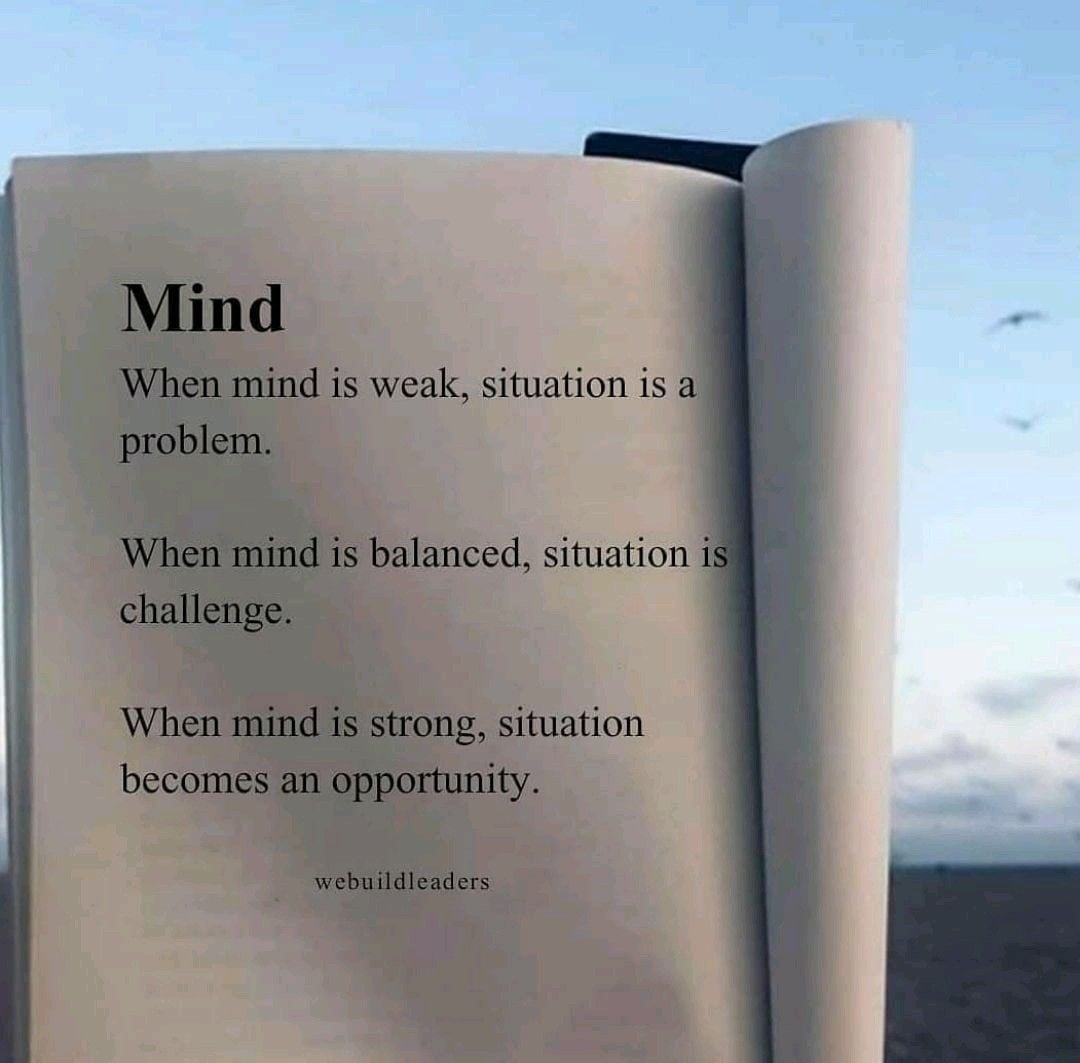 Mind
When mind is weak, situation is a
problem.
When mind is balanced, situation is
challenge.
When mind is strong, situation
becomes an opportunity.
webuildleaders